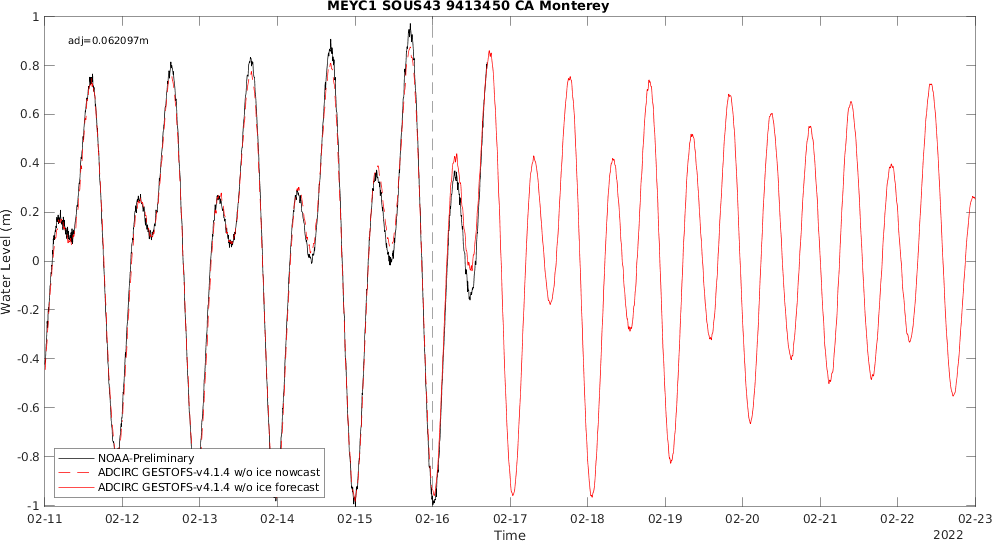 MEYC1 SOUS43 9413450 CA Monterey
adj=0.062097m
Water Level (m)
1
0.8
0.6
0.4
0.2
0
-0.2
-0.4
-0.6
-0.8
-1
NOAA-Preliminary
ADCIRC GESTOFS-v4.1.4 w/o ice nowcast
ADCIRC GESTOFS-v4.1.4 w/o ice forecast
02-11 02-12 02-13 02-14 02-15 02-16 02-17 02-18 02-19 02-20 02-21 02-22 02-23
Time
2022